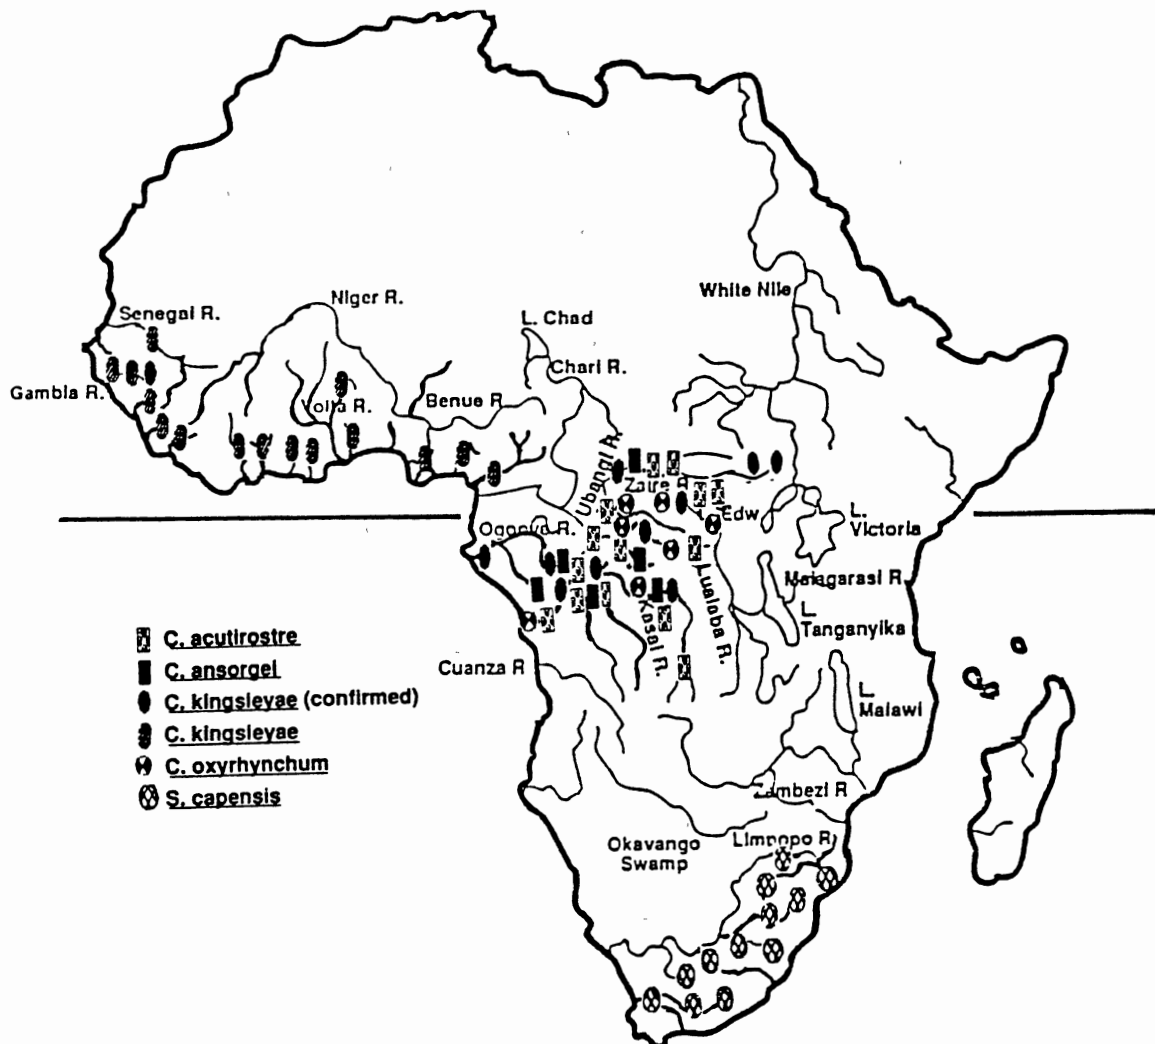 White Nile
Niger R.
Senegal R.
L. Chad
Chari R.
Gambia R.
Volta R.
Benue R
Ubangi R.
Zaire R
Edw
L.
Victoria
Ogowe R.
Malagarasi R
Lualaba R.
L.
Tanganyika
Kasai R.
Cuanza R
L.
Malawi
C. acutirostre
C. ansorgei
C. kingsleyae (confirmed)
C. kingsleyae
C. oxyrhynchum
S. capensis
Zambezi R
Okavango
Swamp
Limpopo R